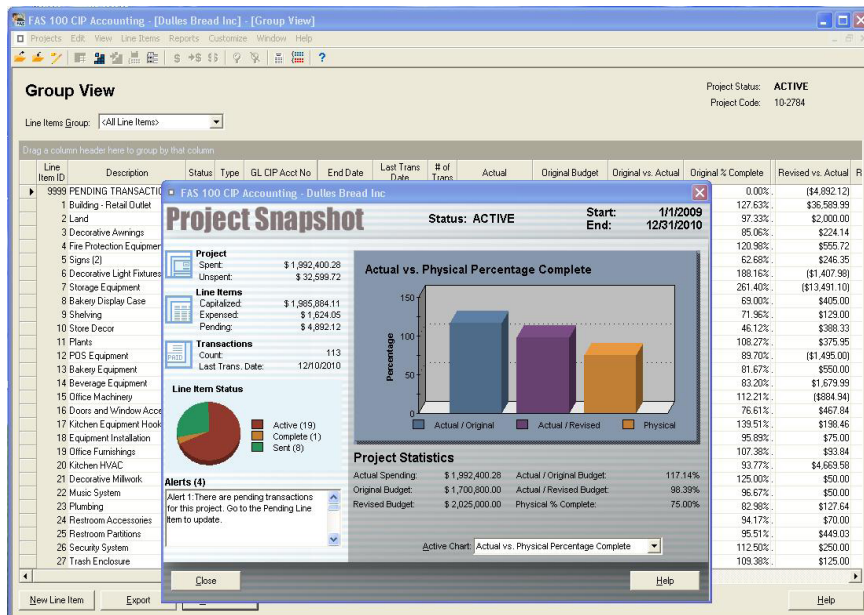 FAS 100 CIP Accounting - [Dulles Bread Inc] - [Group View]
Projects Edit View Line Items Reports Customize Window Help
Group View
Project Status: ACTIVE
Project Code: 10-2784
Line Items Group: <All Line Items>
Drag a column header here to group by that column
Line Item ID Description Status Type GL CIP Acct No End Date Last Trans Date # of Trans Actual Original Budget Original vs. Actual Original % Complete Revised vs. Actual R
9999 PENDING TRANSACTIO 0.00% ($4,892.12)
1 Building - Retail Outlet 127.63% $36,589.99
2 Land 97.33% $2,000.00
3 Decorative Awnings 85.06% $224.14
4 Fire Protection Equipmen 120.98% $555.72
5 Signs (2) 62.68% $246.35
6 Decorative Light Fixtures 188.16% ($1,407.98)
7 Storage Equipment 261.40% ($13,491.10)
8 Bakery Display Case 69.00% $405.00
9 Shelving 71.96% $129.00
10 Store Decor 46.12% $388.33
11 Plants 108.27% $375.95
12 POS Equipment 89.70% ($1,495.00)
13 Bakery Equipment 81.67% $550.00
14 Beverage Equipment 83.20% $1,679.99
15 Office Machinery 112.21% ($884.94)
16 Doors and Window Acce 76.61% $467.84
17 Kitchen Equipment Hook 139.51% $198.46
18 Equipment Installation 95.89% $75.00
19 Office Furnishings 107.38% $93.84
20 Kitchen HVAC 93.77% $4,669.58
21 Decorative Millwork 125.00% $50.00
22 Music System 96.67% $50.00
23 Plumbing 82.98% $127.64
24 Restroom Accessories 94.17% $70.00
25 Restroom Partitions 95.51% $449.03
26 Security System 112.50% $250.00
27 Trash Enclosure 109.38% $125.00
New Line Item Export Help
FAS 100 CIP Accounting - Dulles Bread Inc
Project Snapshot
Status: ACTIVE
Start: 1/1/2009
End: 12/31/2010
Project
Spent: $ 1,992,400.28
Unspent: $ 32,599.72
Line Items
Capitalized: $ 1,985,884.11
Expensed: $ 1,624.05
Pending: $ 4,892.12
PAID
Transactions
Count: 113
Last Trans. Date: 12/10/2010
Line Item Status
Active (19)
Complete (1)
Sent (8)
Alerts (4)
Alert 1:There are pending transactions
for this project. Go to the Pending Line
Item to update.
Actual vs. Physical Percentage Complete
Percentage
150
100
50
0
Actual / Original Actual / Revised Physical
Project Statistics
Actual Spending: $ 1,992,400.28 Actual / Original Budget: 117.14%
Original Budget: $ 1,700,800.00 Actual / Revised Budget: 98.39%
Revised Budget: $ 2,025,000.00 Physical % Complete: 75.00%
Active Chart: Actual vs. Physical Percentage Complete
Close Help